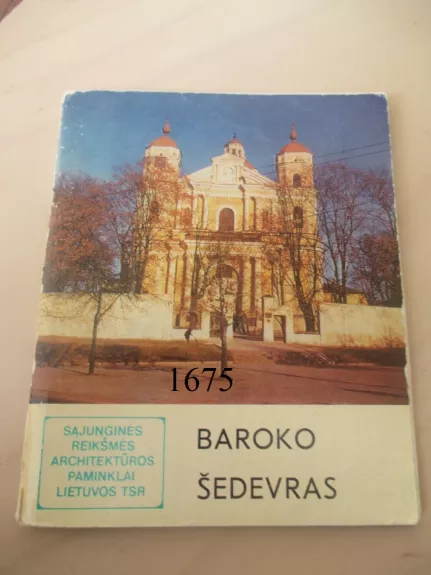 1675
SĄJUNGINĖS
REIKŠMĖS
ARCHITEKTŪROS
PAMINKLAI
LIETUVOS TSR
BAROKO
ŠEDEVRAS